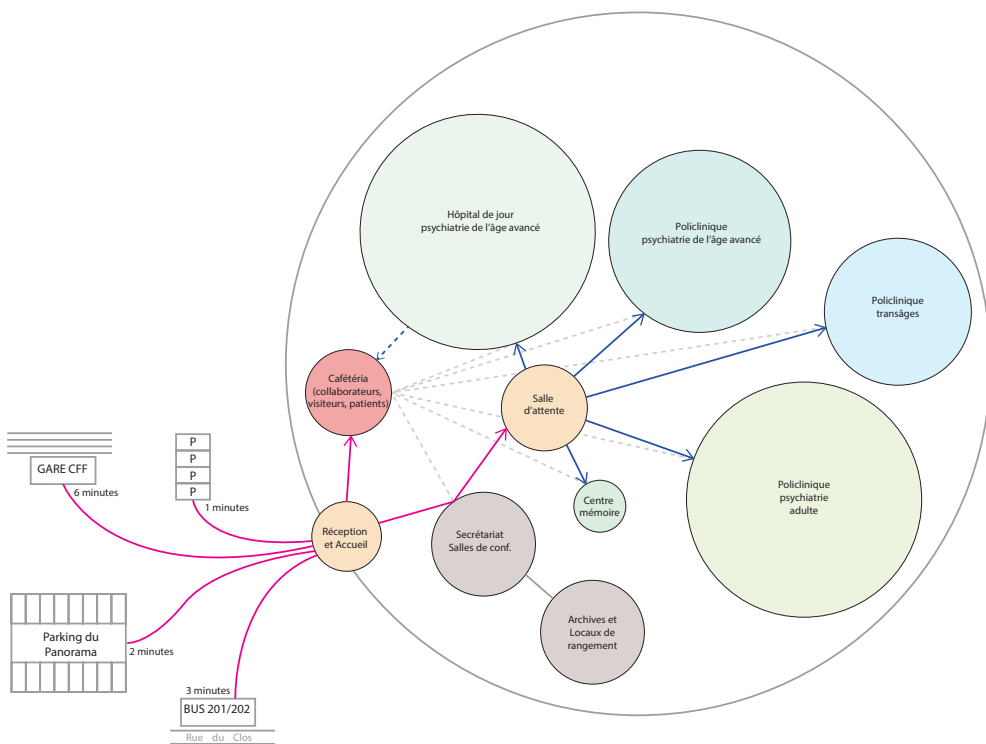 Hôpital de jour
psychiatrie de l'âge avancé
Policlinique
psychiatrie de l'âge avancé
Policlinique
transâges
Cafétéria
(collaborateurs,
visiteurs, patients)
Salle
d'attente
P
P
P
P
1 minutes
GARE CFF
6 minutes
Centre
mémoire
Policlinique
psychiatrie
adulte
Réception
et Accueil
Secrétariat
Salles de conf.
Archives et
Locaux de
rangement
Parking du
Panorama
2 minutes
3 minutes
BUS 201/202
Rue du Clos